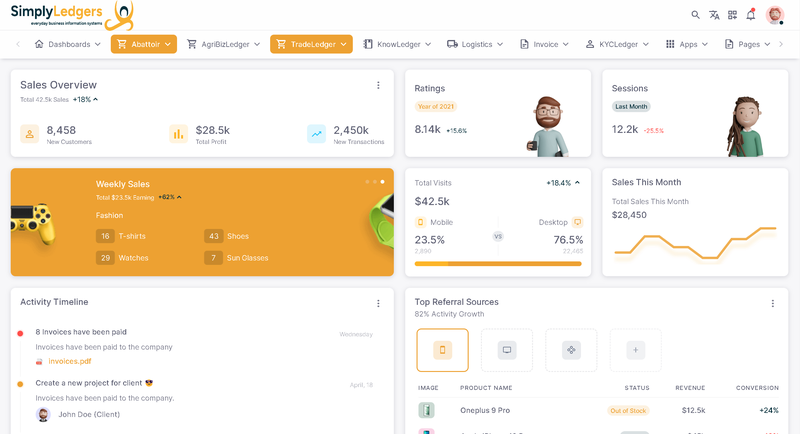 SimplyLedgers
everyday business information systems
Dashboards
Abattoir
AgriBizLedger
TradeLedger
KnowLedger
Logistics
Invoice
KYCLedger
Apps
Pages
Sales Overview
Total 42.5k Sales +18%
8,458
New Customers
$28.5k
Total Profit
2,450k
New Transactions
Ratings
Year of 2021
8.14k +15.6%
Sessions
Last Month
12.2k -25.5%
Weekly Sales
Total $23.5k Earning +62%
Fashion
16 T-shirts
43 Shoes
29 Watches
7 Sun Glasses
Total Visits +18.4%
$42.5k
Mobile
Desktop
23.5%
VS
76.5%
2,890
22,465
Sales This Month
Total Sales This Month
$28,450
Activity Timeline
8 Invoices have been paid
Wednesday
Invoices have been paid to the company
invoices.pdf
Create a new project for client 😎
April, 18
Invoices have been paid to the company.
John Doe (Client)
Top Referral Sources
82% Activity Growth
IMAGE PRODUCT NAME STATUS REVENUE CONVERSION
Oneplus 9 Pro Out of Stock $12.5k +24%